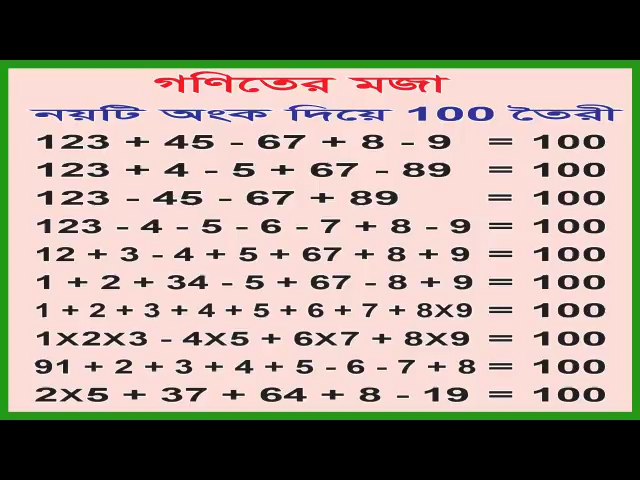 গণিতের মজা
নয়টি অংক দিয়ে 100 তৈরী
123 + 45 - 67 + 8 - 9 = 100
123 + 4 - 5 + 67 - 89 = 100
123 - 45 - 67 + 89 = 100
123 - 4 - 5 - 6 - 7 + 8 - 9 = 100
12 + 3 - 4 + 5 + 67 + 8 + 9 = 100
1 + 2 + 34 - 5 + 67 - 8 + 9 = 100
1 + 2 + 3 + 4 + 5 + 6 + 7 + 8X9 = 100
1X2X3 - 4X5 + 6X7 + 8X9 = 100
91 + 2 + 3 + 4 + 5 - 6 - 7 + 8 = 100
2X5 + 37 + 64 + 8 - 19 = 100